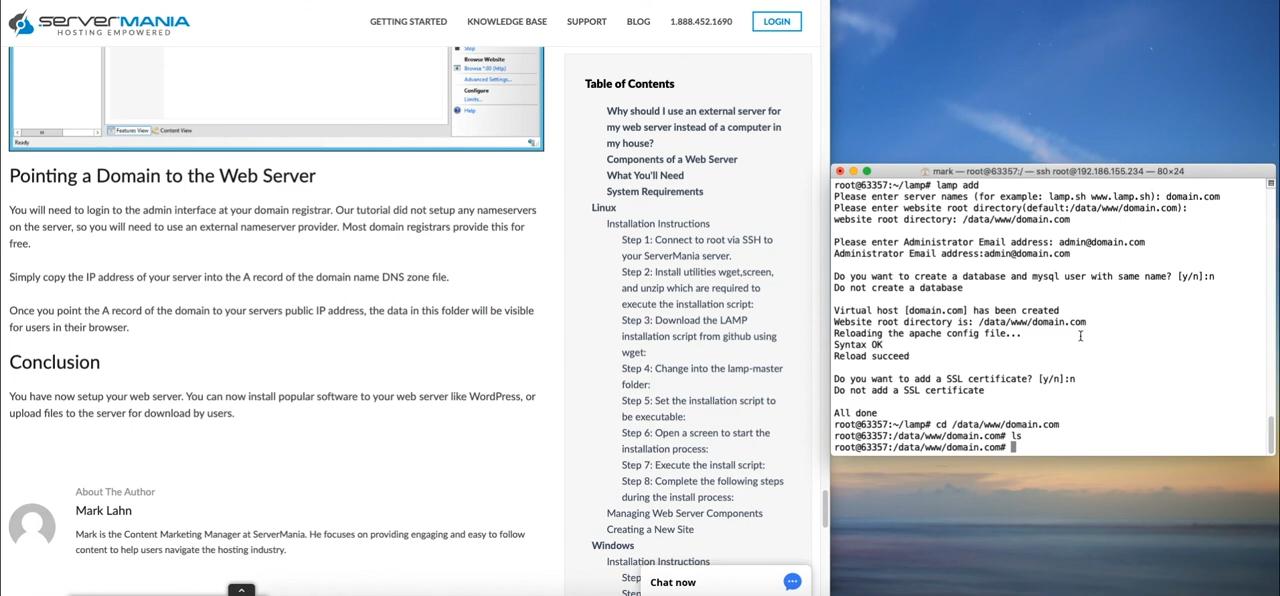 SERVERMANIA
HOSTING EMPOWERED
GETTING STARTED
KNOWLEDGE BASE
SUPPORT
BLOG
1.888.452.1690
LOGIN
Step
Browse Website
Browse *:80 (http)
Advanced Settings...
Configure
Limits...
Help
Features View
Content View
Ready
Pointing a Domain to the Web Server
You will need to login to the admin interface at your domain registrar. Our tutorial did not setup any nameservers
on the server, so you will need to use an external nameserver provider. Most domain registrars provide this for
free.
Simply copy the IP address of your server into the A record of the domain name DNS zone file.
Once you point the A record of the domain to your servers public IP address, the data in this folder will be visible
for users in their browser.
Conclusion
You have now setup your web server. You can now install popular software to your web server like WordPress, or
upload files to the server for download by users.
About The Author
Mark Lahn
Mark is the Content Marketing Manager at ServerMania. He focuses on providing engaging and easy to follow
content to help users navigate the hosting industry.
Table of Contents
Why should I use an external server for
my web server instead of a computer in
my house?
Components of a Web Server
What You'll Need
System Requirements
Linux
Installation Instructions
Step 1: Connect to root via SSH to
your ServerMania server.
Step 2: Install utilities wget,screen,
and unzip which are required to
execute the installation script:
Step 3: Download the LAMP
installation script from github using
wget:
Step 4: Change into the lamp-master
folder:
Step 5: Set the installation script to
be executable:
Step 6: Open a screen to start the
installation process:
Step 7: Execute the install script:
Step 8: Complete the following steps
during the install process:
Managing Web Server Components
Creating a New Site
Windows
Installation Instructions
Step
Step
Chat now
mark — root@63357:/ — ssh root@192.186.155.234 — 80×24
root@63357:~/lamp# lamp add
Please enter server names (for example: lamp.sh www.lamp.sh): domain.com
Please enter website root directory(default:/data/www/domain.com):
website root directory: /data/www/domain.com
Please enter Administrator Email address: admin@domain.com
Administrator Email address:admin@domain.com
Do you want to create a database and mysql user with same name? [y/n]:n
Do not create a database
Virtual host [domain.com] has been created
Website root directory is: /data/www/domain.com
Reloading the apache config file...
Syntax OK
Reload succeed
Do you want to add a SSL certificate? [y/n]:n
Do not add a SSL certificate
All done
root@63357:~/lamp# cd /data/www/domain.com
root@63357:/data/www/domain.com# ls
root@63357:/data/www/domain.com#